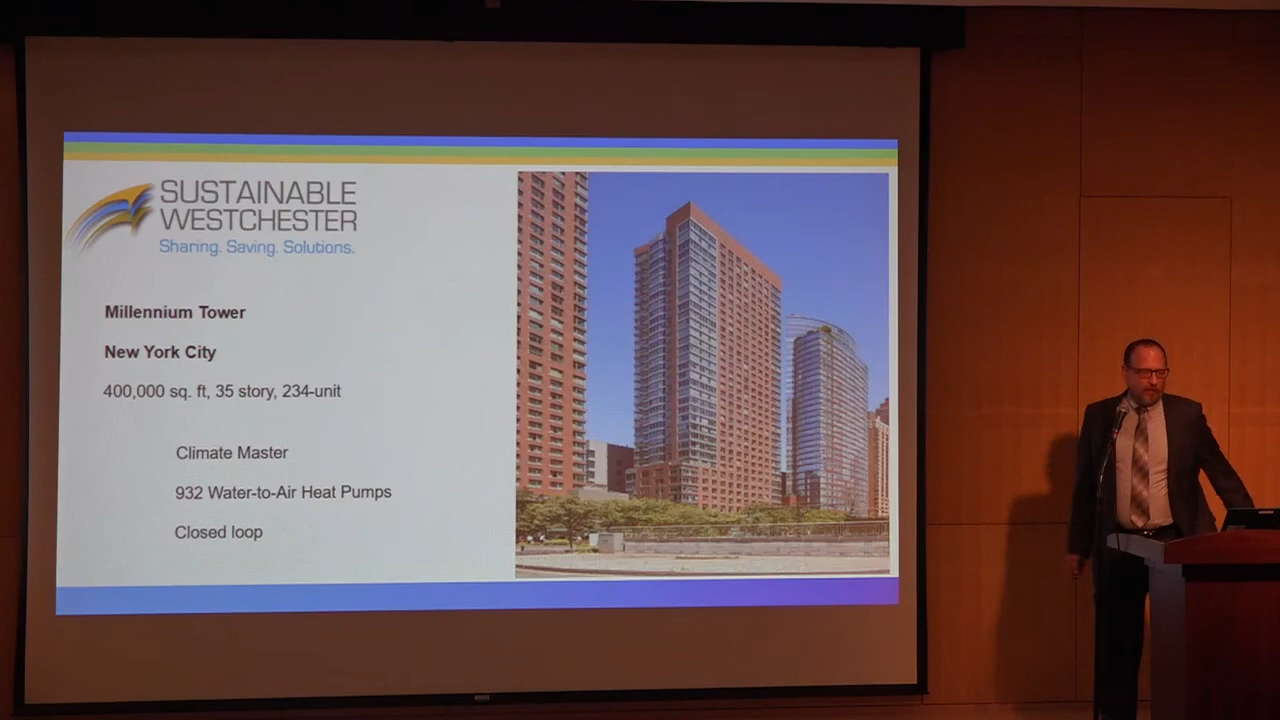 SUSTAINABLE
WESTCHESTER
Sharing. Saving. Solutions.
Millennium Tower
New York City
400,000 sq. ft, 35 story, 234-unit
Climate Master
932 Water-to-Air Heat Pumps
Closed loop